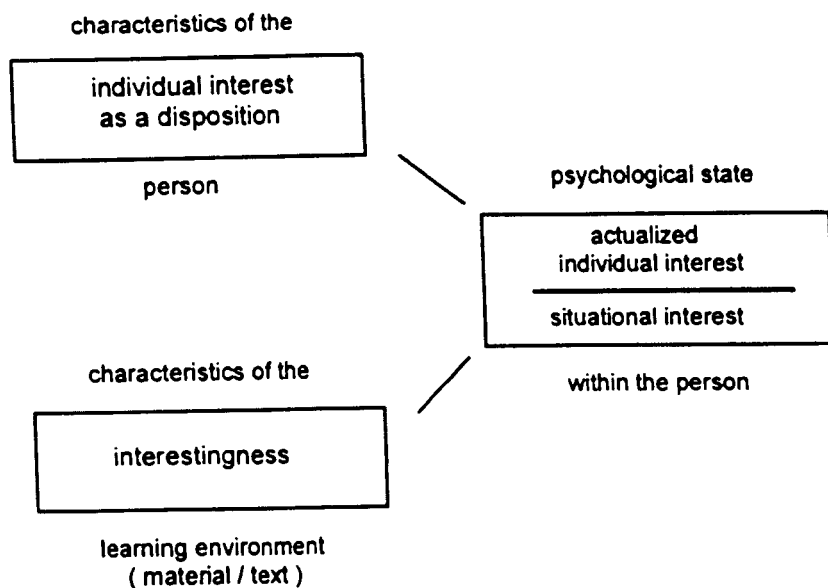 characteristics of the
individual interest
as a disposition
person
psychological state
actualized
individual interest
situational interest
within the person
characteristics of the
interestingness
learning environment
( material / text )